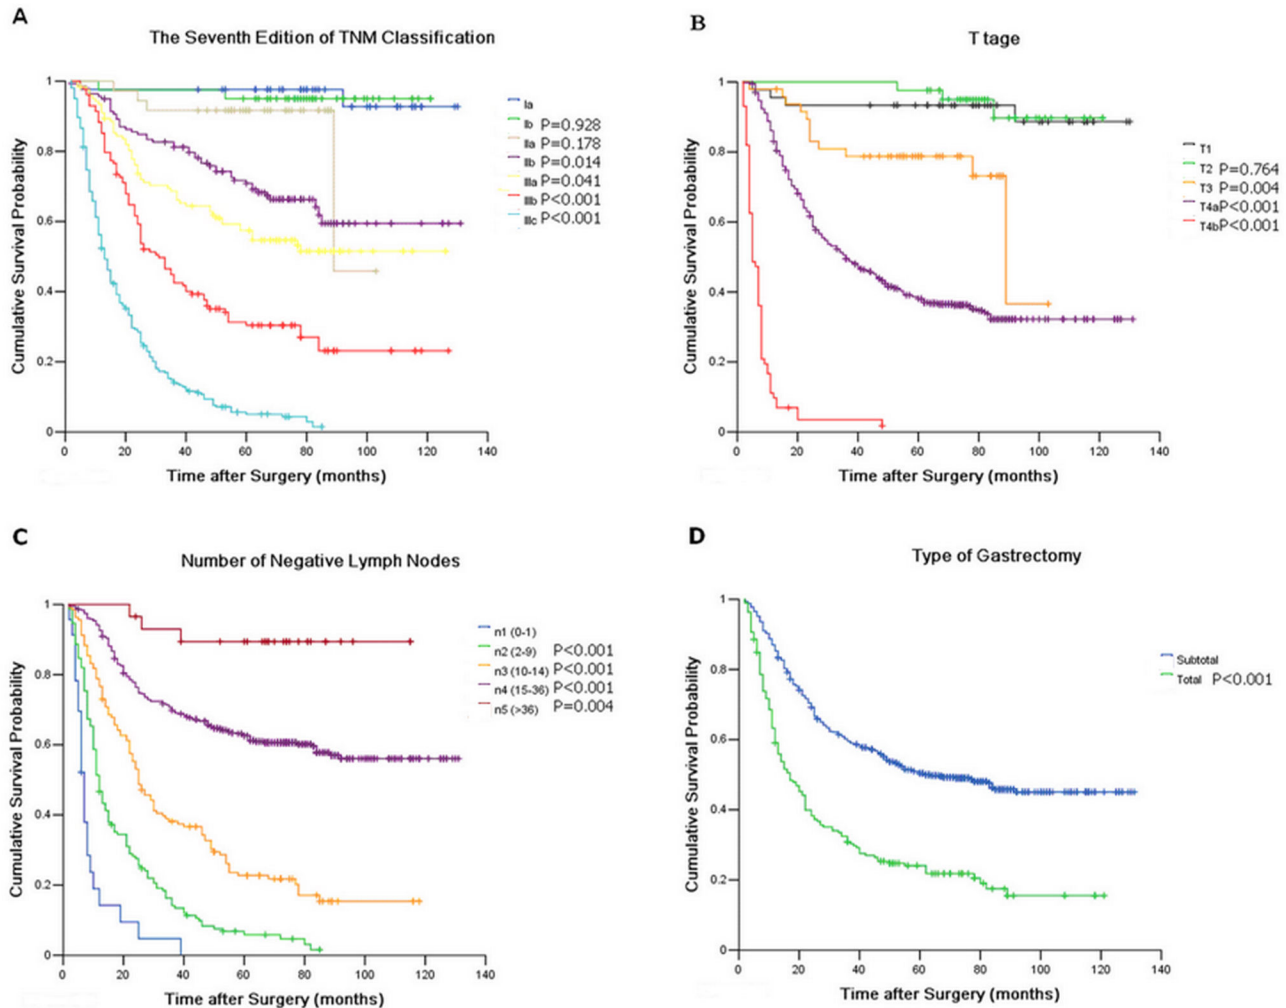 A
The Seventh Edition of TNM Classification
Cumulative Survival Probability
1
0.8
0.6
0.4
0.2
0
0 20 40 60 80 100 120 140
Time after Surgery (months)
Ia
Ib P=0.928
IIa P=0.178
IIb P=0.014
IIIa P=0.041
IIIb P<0.001
IIIc P<0.001
B
T tage
Cumulative Survival Probability
1
0.8
0.6
0.4
0.2
0
0 20 40 60 80 100 120 140
Time after Surgery (months)
T1
T2 P=0.764
T3 P=0.004
T4a P<0.001
T4b P<0.001
C
Number of Negative Lymph Nodes
Cumulative Survival Probability
1
0.8
0.6
0.4
0.2
0
0 20 40 60 80 100 120 140
Time after Surgery (months)
n1 (0-1)
n2 (2-9) P<0.001
n3 (10-14) P<0.001
n4 (15-36) P<0.001
n5 (>36) P=0.004
D
Type of Gastrectomy
Cumulative Survival Probability
1
0.8
0.6
0.4
0.2
0
0 20 40 60 80 100 120 140
Time after Surgery (months)
Subtotal
Total P<0.001